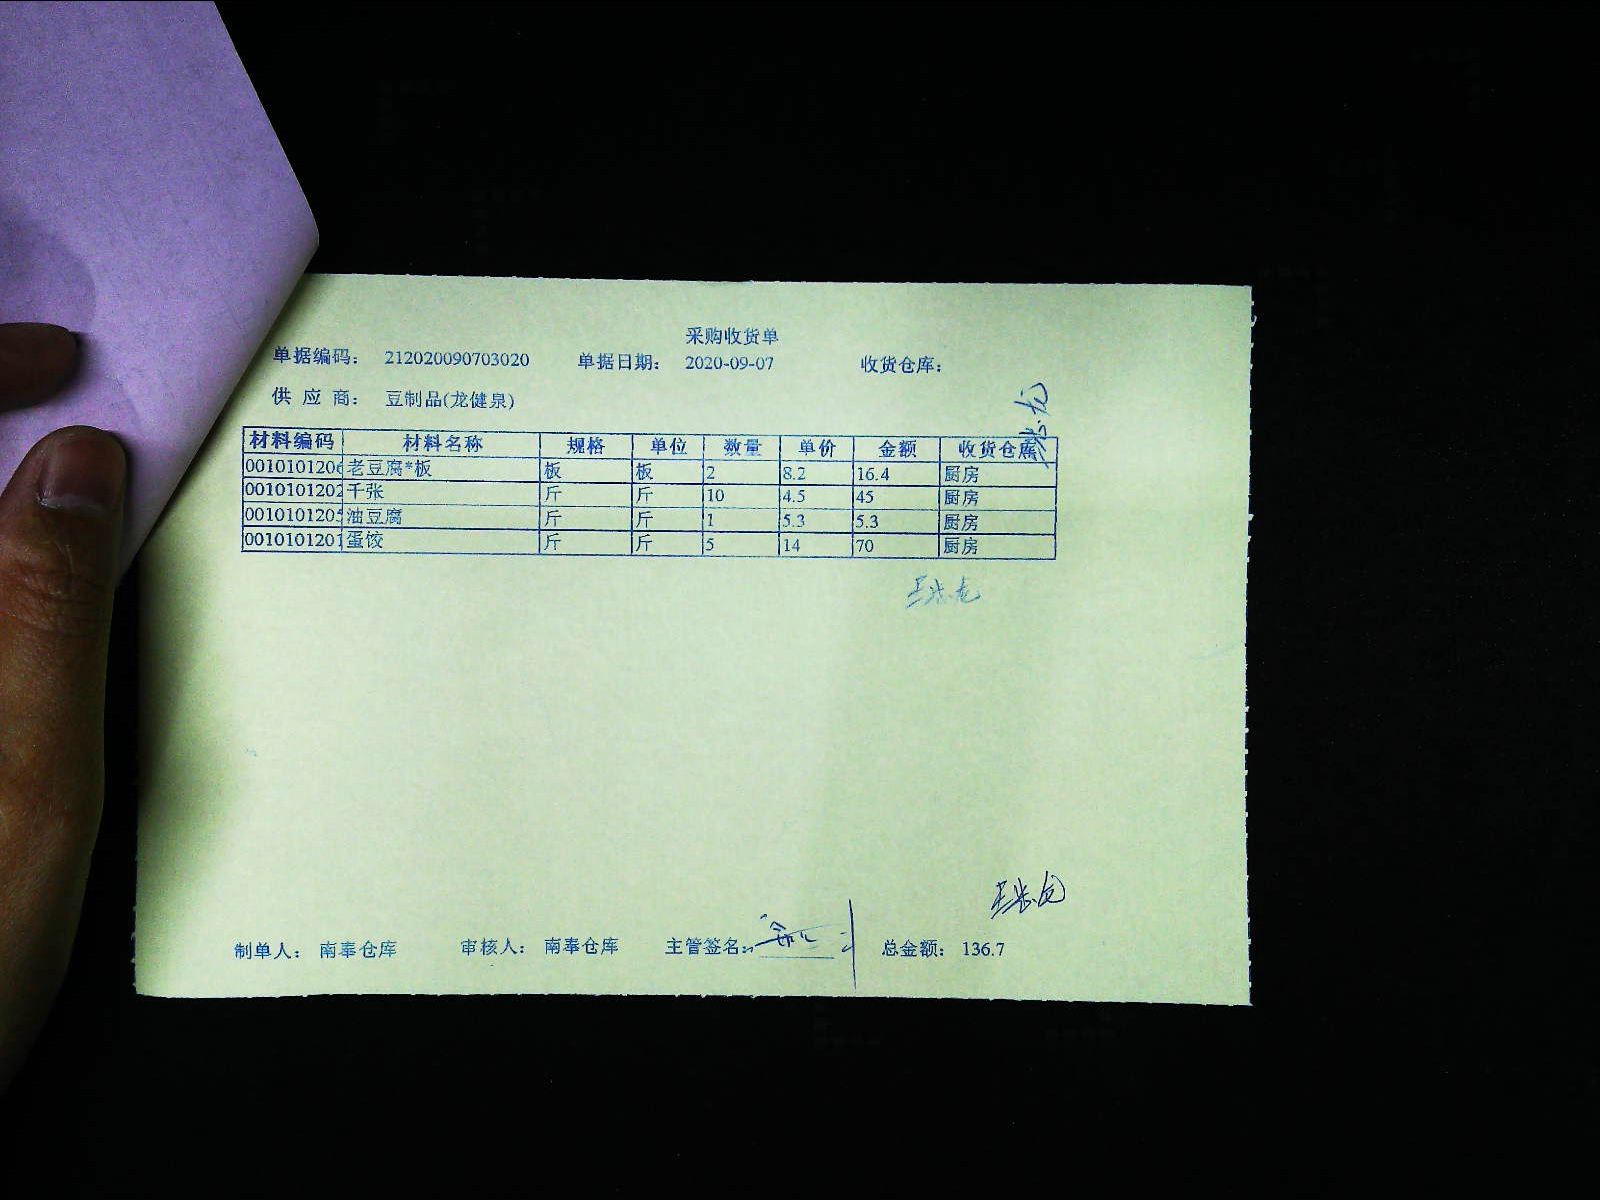 采购收货单
单据编码: 212020090703020 单据日期: 2020-09-07 收货仓库:
供应商: 豆制品(龙健泉)
材料编码 材料名称 规格 单位 数量 单价 金额 收货仓库
0010101206 老豆腐*板 板 板 2 8.2 16.4 厨房
0010101202 千张 斤 斤 10 4.5 45 厨房
0010101205 油豆腐 斤 斤 1 5.3 5.3 厨房
0010101201 蛋饺 斤 斤 5 14 70 厨房
制单人: 南奉仓库 审核人: 南奉仓库 主管签名: 总金额: 136.7